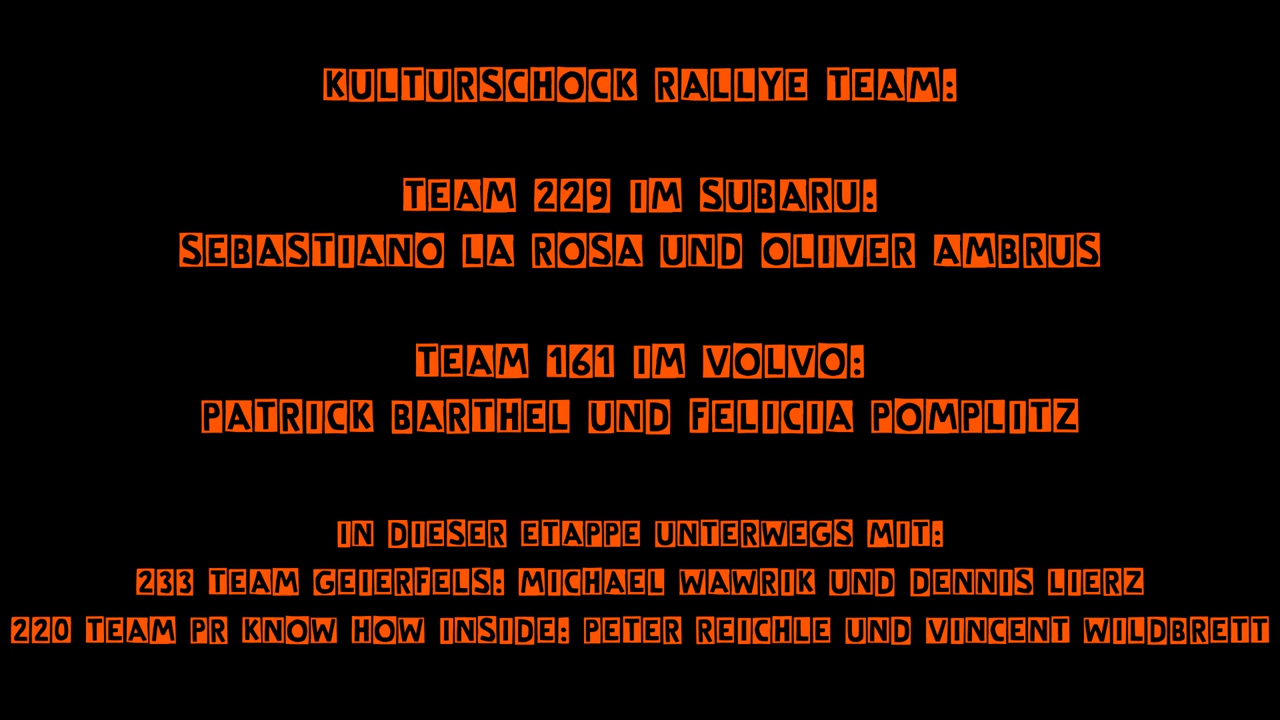 KULTURSCHOCK RALLYE TEAM:
TEAM 229 IM SUBARU:
SEBASTIANO LA ROSA UND OLIVER AMBRUS
TEAM 161 IM VOLVO:
PATRICK BARTHEL UND FELICIA POMPLITZ
IN DIESER ETAPPE UNTERWEGS MIT:
233 TEAM GEIERFELS: MICHAEL WAWRIK UND DENNIS LIERZ
220 TEAM PR KNOW HOW INSIDE: PETER REICHLE UND VINCENT WILDBRETT